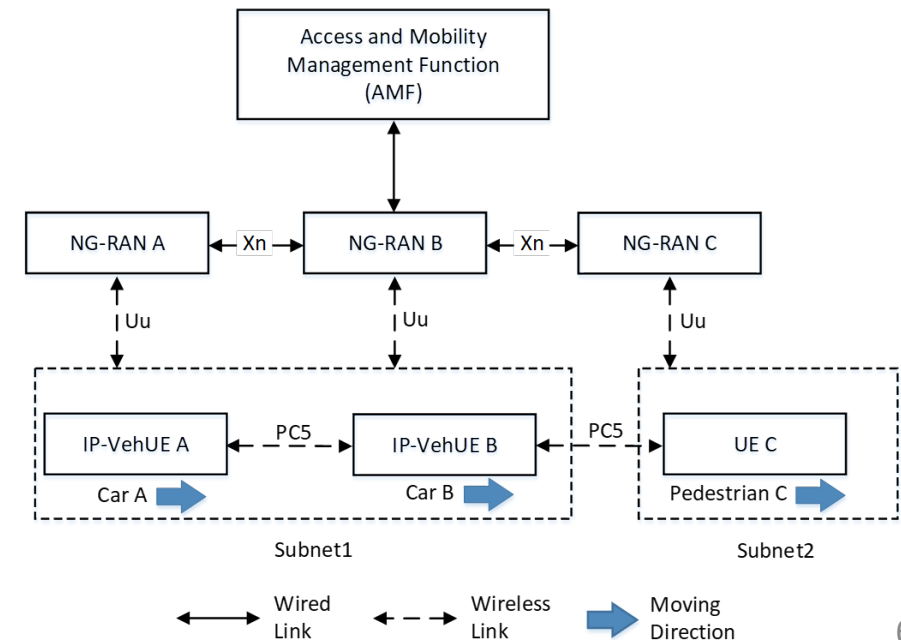 Access and Mobility
Management Function
(AMF)
NG-RAN A
Xn
NG-RAN B
Xn
NG-RAN C
Uu
Uu
Uu
IP-VehUE A
PC5
IP-VehUE B
PC5
UE C
Car A
Car B
Pedestrian C
Subnet1
Subnet2
Wired
Link
Wireless
Link
Moving
Direction